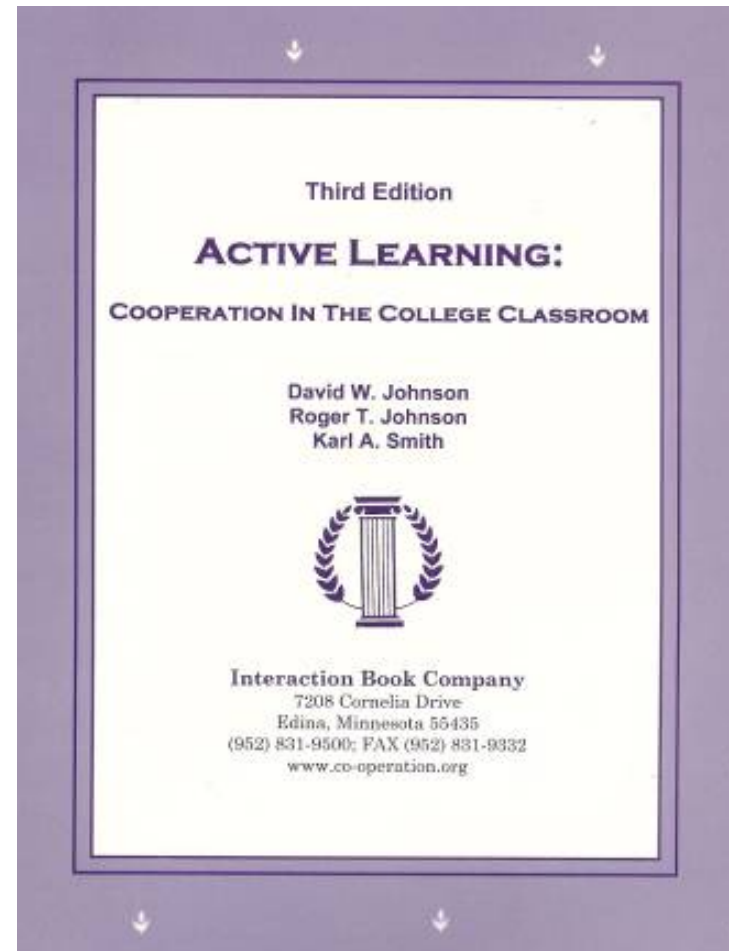 Third Edition
ACTIVE LEARNING:
COOPERATION IN THE COLLEGE CLASSROOM
David W. Johnson
Roger T. Johnson
Karl A. Smith
Interaction Book Company
7208 Cornelia Drive
Edina, Minnesota 55435
(952) 831-9500; FAX (952) 831-9332
www.co-operation.org